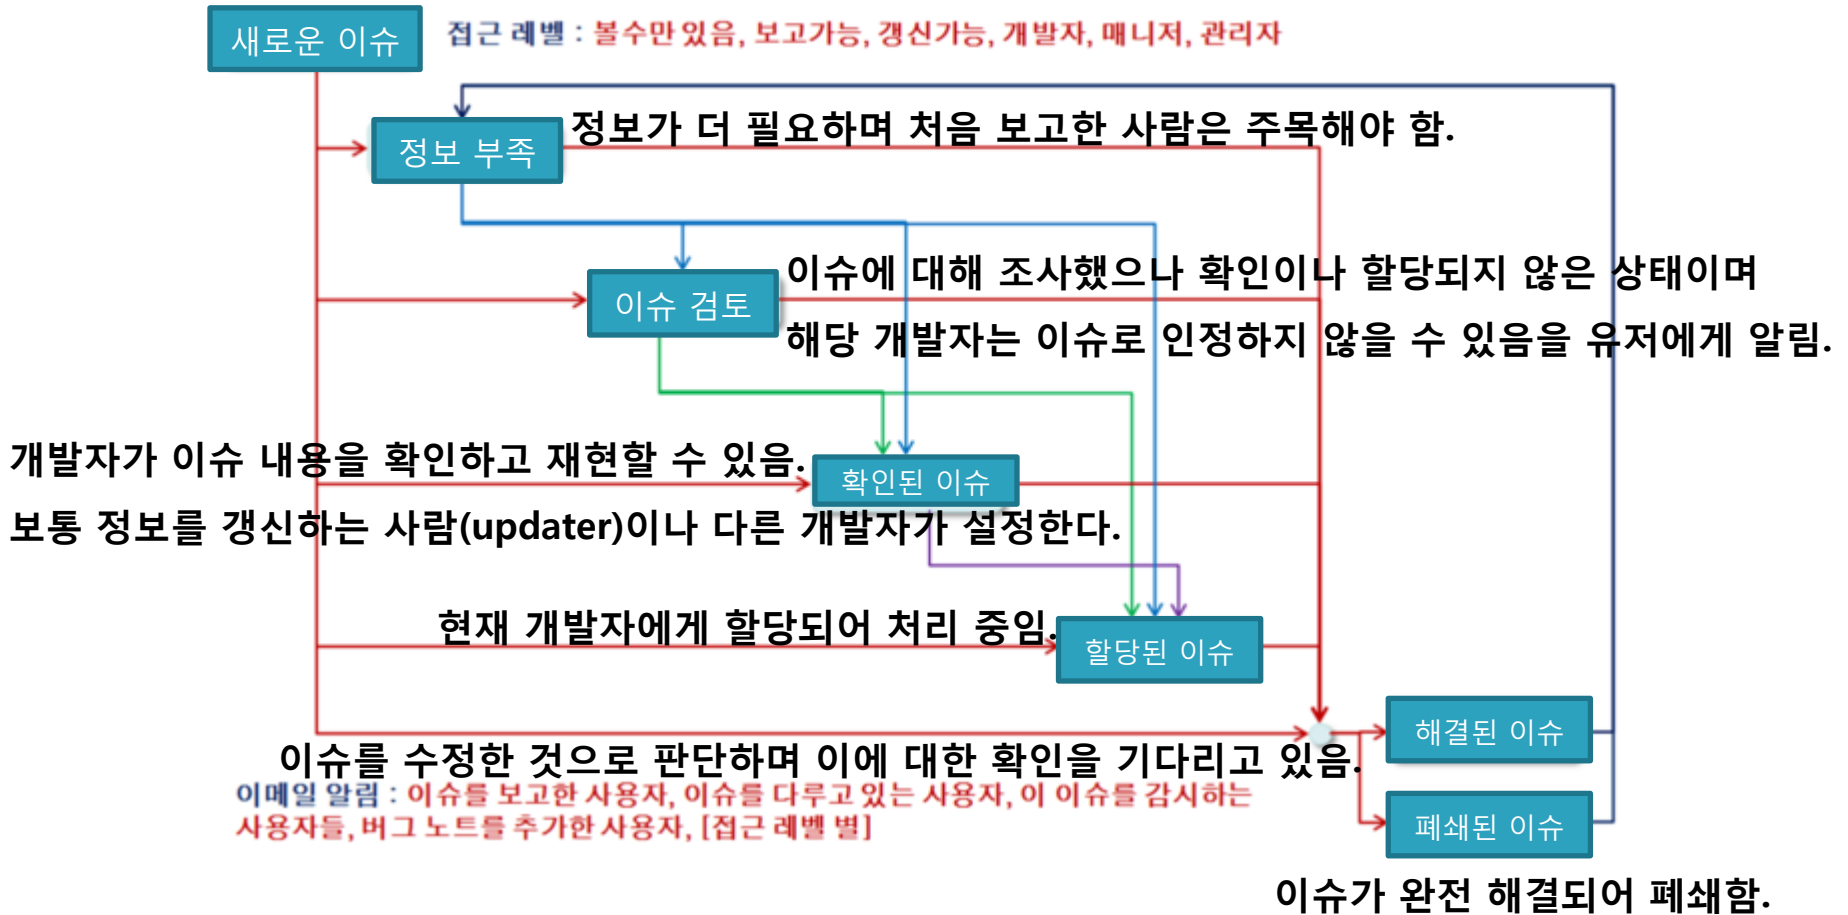 새로운 이슈
접근 레벨 : 볼수만 있음, 보고가능, 갱신가능, 개발자, 매니저, 관리자
정보 부족
정보가 더 필요하며 처음 보고한 사람은 주목해야 함.
이슈 검토
이슈에 대해 조사했으나 확인이나 할당되지 않은 상태이며
해당 개발자는 이슈로 인정하지 않을 수 있음을 유저에게 알림.
개발자가 이슈 내용을 확인하고 재현할 수 있음.
확인된 이슈
보통 정보를 갱신하는 사람(updater)이나 다른 개발자가 설정한다.
현재 개발자에게 할당되어 처리 중임.
할당된 이슈
해결된 이슈
이슈를 수정한 것으로 판단하며 이에 대한 확인을 기다리고 있음.
이메일 알림 : 이슈를 보고한 사용자, 이슈를 다루고 있는 사용자, 이 이슈를 감시하는
사용자들, 버그 노트를 추가한 사용자, [접근 레벨 별]
폐쇄된 이슈
이슈가 완전 해결되어 폐쇄함.